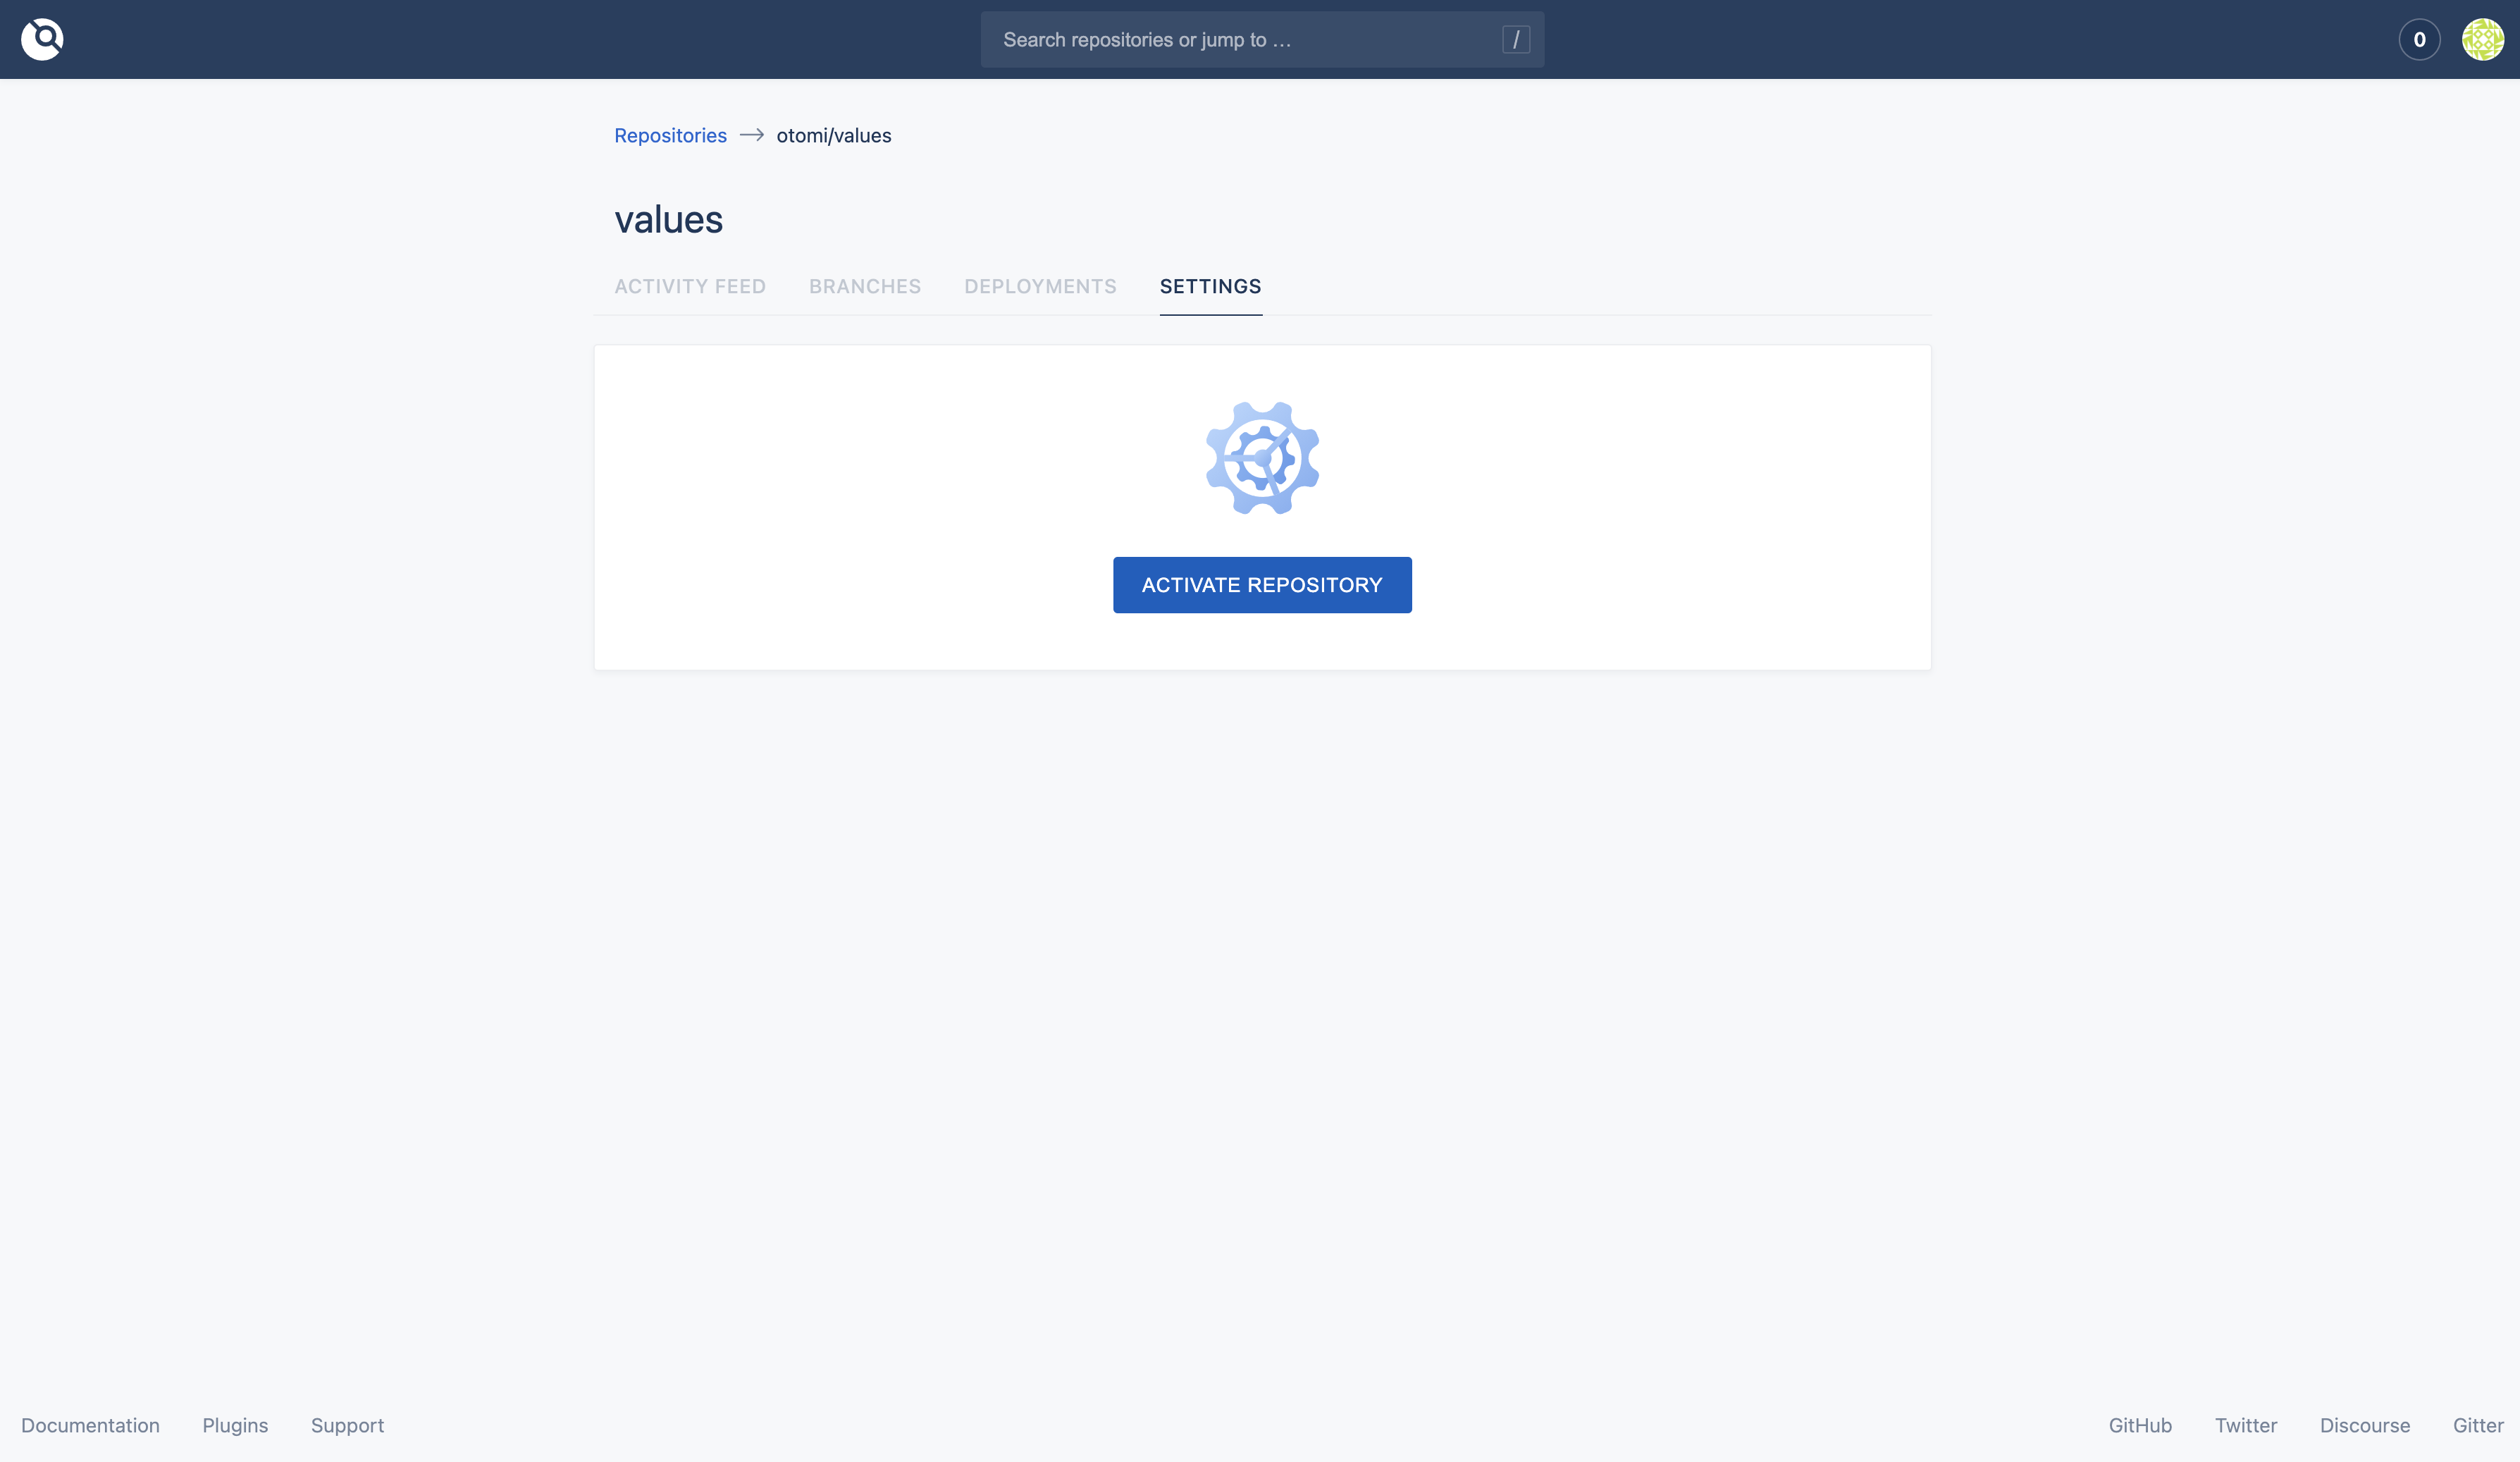 Search repositories or jump to …
/
0
Repositories
otomi/values
values
ACTIVITY FEED
BRANCHES
DEPLOYMENTS
SETTINGS
ACTIVATE REPOSITORY
Documentation
Plugins
Support
GitHub
Twitter
Discourse
Gitter